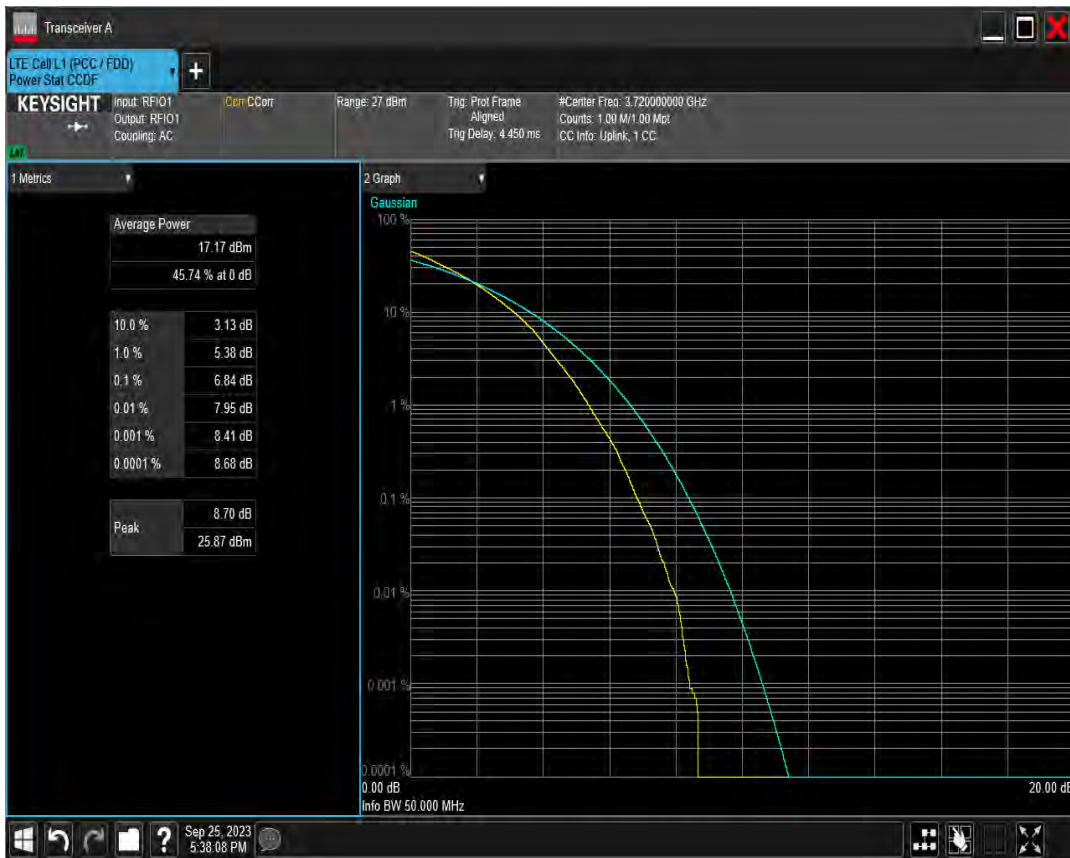 Transceiver A
LTE Cell L1 (PCC / FDD)
Power Stat CCDF
+
KEYSIGHT
Input: RFIO1
Output: RFIO1
Coupling: AC
Corr CCorr
Range: 27 dBm
Trig: Prot Frame
Aligned
Trig Delay: 4.450 ms
#Center Freq: 3.720000000 GHz
Counts: 1.00 M/1.00 Mpt
CC Info: Uplink, 1 CC
1 Metrics
Average Power
17.17 dBm
45.74 % at 0 dB
10.0 % 3.13 dB
1.0 % 5.38 dB
0.1 % 6.84 dB
0.01 % 7.95 dB
0.001 % 8.41 dB
0.0001 % 8.68 dB
Peak
8.70 dB
25.87 dBm
2 Graph
Gaussian
100 %
10 %
1 %
0.1 %
0.01 %
0.001 %
0.0001 %
0.00 dB
20.00 dB
Info BW 50.000 MHz
?
Sep 25, 2023
5:38:08 PM